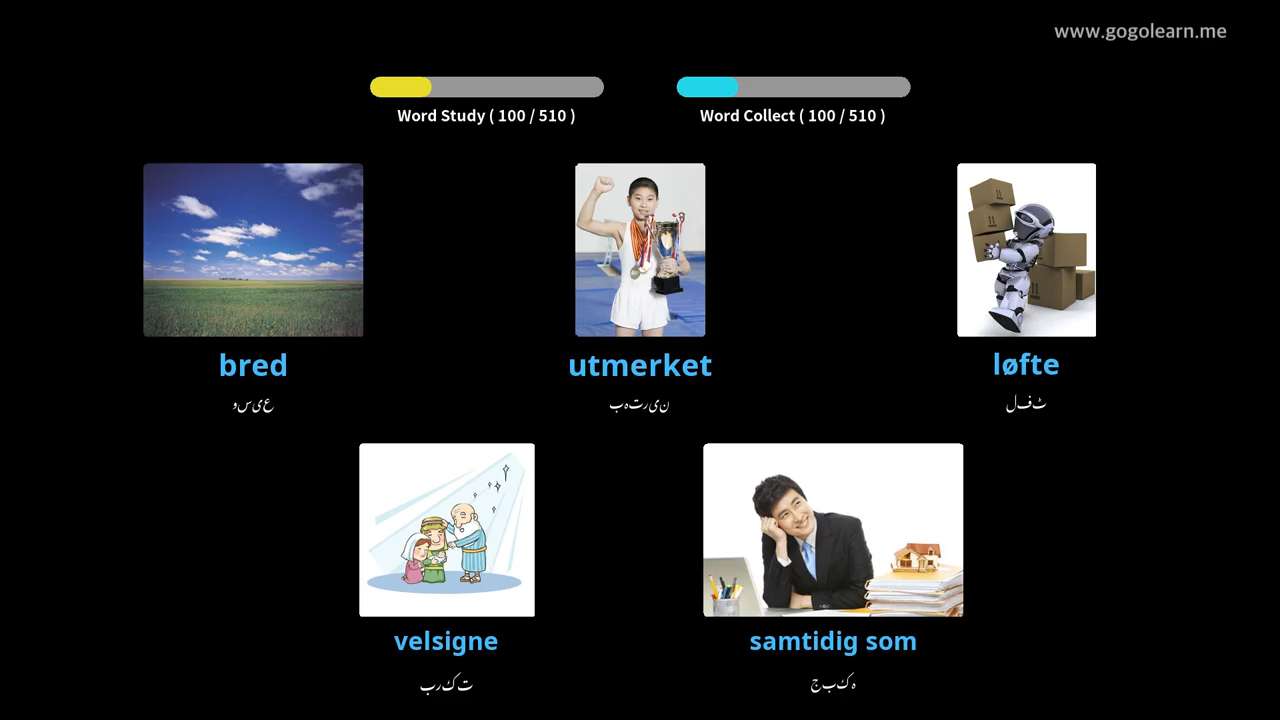 www.gogolearn.me
Word Study ( 100 / 510 ) Word Collect ( 100 / 510 )
bred utmerket løfte
وسیع بہترین لفٹ
velsigne samtidig som
برکت جبکہ